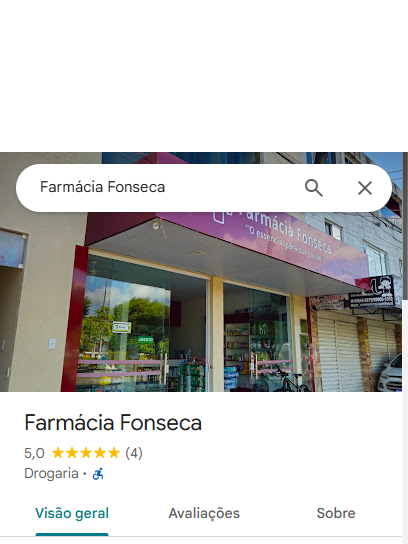 Farmácia Fonseca
Farmácia Fonseca
"O essencial para sua saúde"
Farmácia Fonseca
5,0 (4)
Drogaria ·
Visão geral
Avaliações
Sobre